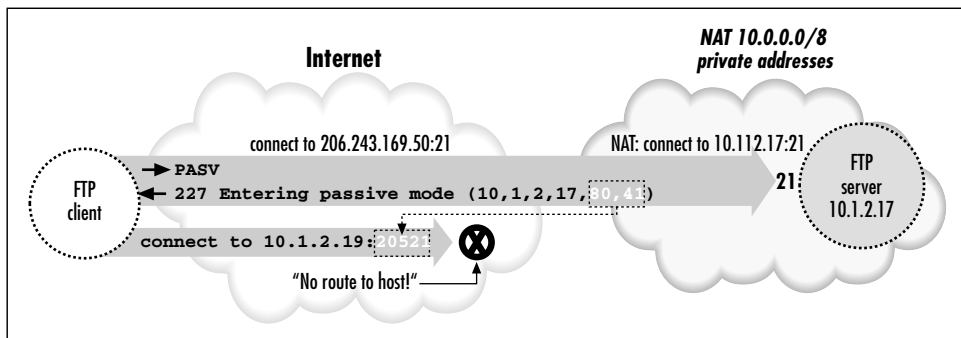 NAT 10.0.0.0/8
private addresses
Internet
connect to 206.243.169.50:21
NAT: connect to 10.112.17:21
PASV
227 Entering passive mode (10,1,2,17,80,41)
21
FTP
client
FTP
server
10.1.2.17
connect to 10.1.2.19:20521
X
“No route to host!“